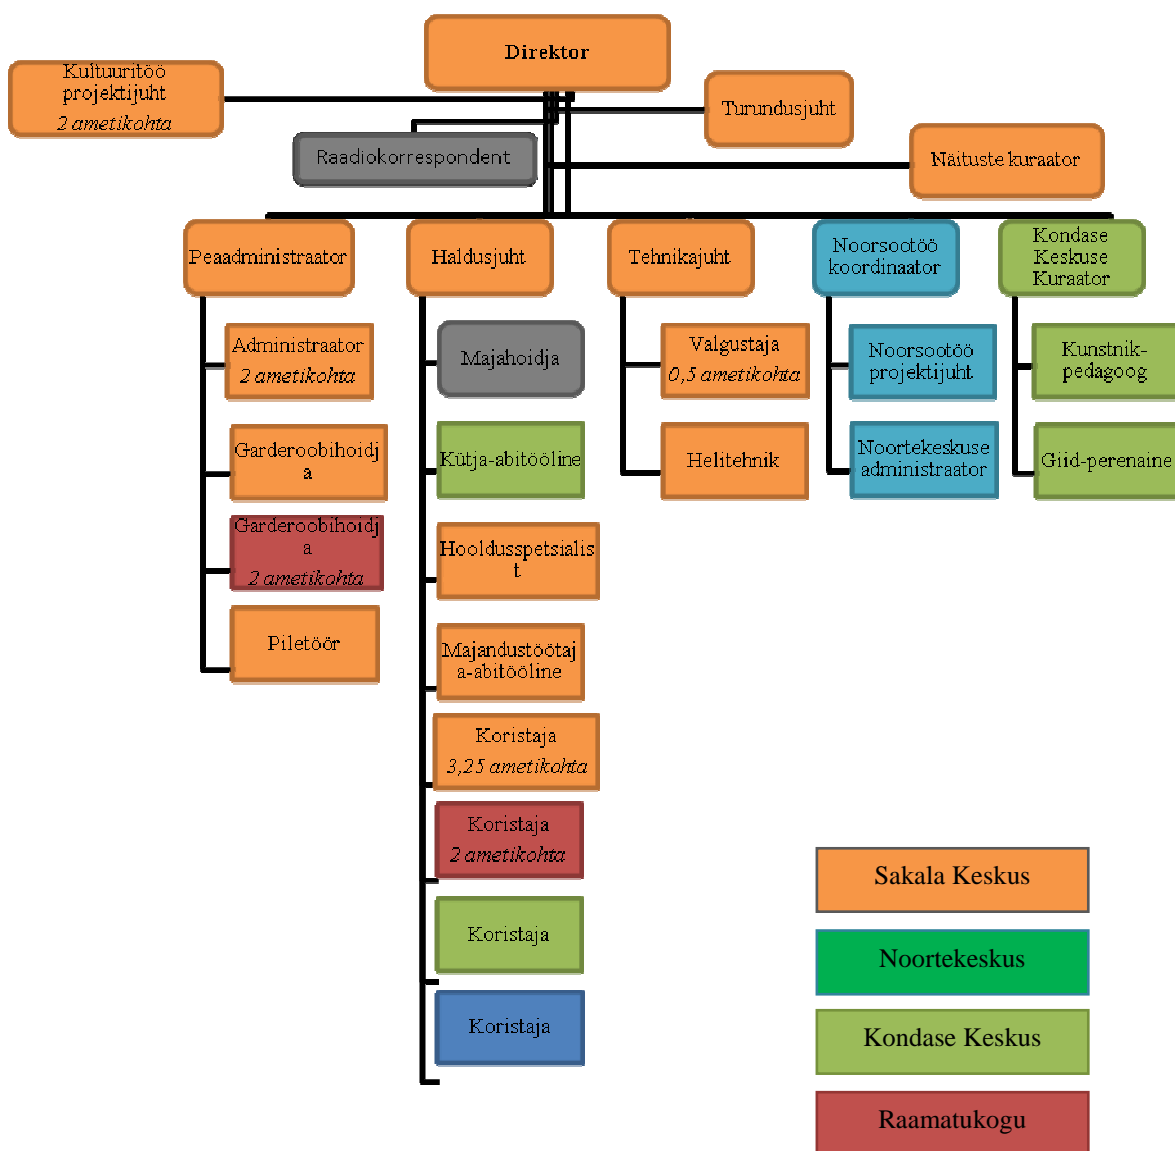 Direktor
Kultuuritöö
projektijuht
2 ametikohta
Turundusjuht
Raadiokorrespondent
Näituste kuraator
Peaadministraator
Haldusjuht
Tehnikajuht
Noorsootöö
koordinaator
Kondase
Keskuse
Kuraator
Administraator
2 ametikohta
Garderoobihoidj
a
Garderoobihoidj
a
2 ametikohta
Piletöör
Majahoidja
Kütja-abitööline
Hooldusspetsialis
t
Majandustöötaj
a-abitööline
Koristaja
3,25 ametikohta
Koristaja
2 ametikohta
Koristaja
Koristaja
Valgustaja
0,5 ametikohta
Helitehnik
Noorsootöö
projektijuht
Noortekeskuse
administraator
Kunstnik-
pedagoog
Giid-perenaine
Sakala Keskus
Noortekeskus
Kondase Keskus
Raamatukogu